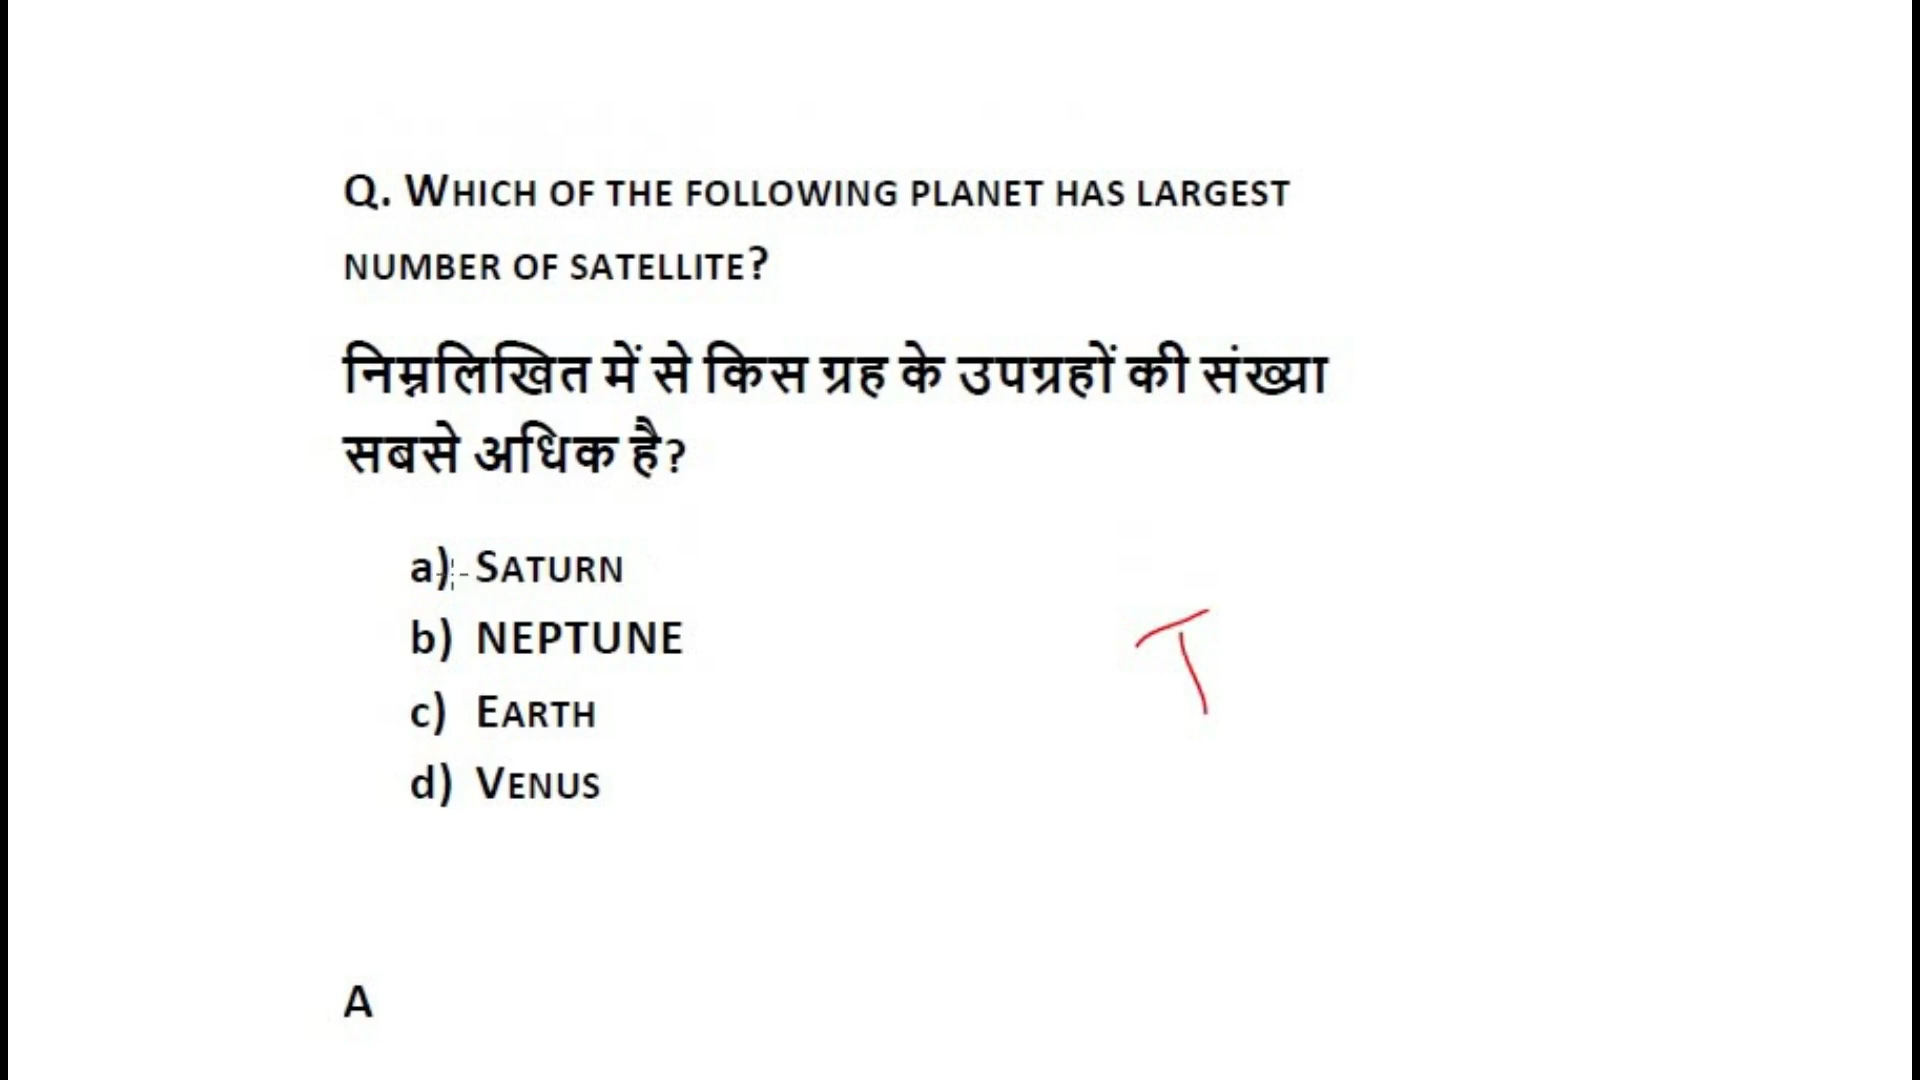 Q. WHICH OF THE FOLLOWING PLANET HAS LARGEST
NUMBER OF SATELLITE?
निम्नलिखित में से किस ग्रह के उपग्रहों की संख्या
सबसे अधिक है?
a) SATURN
b) NEPTUNE
c) EARTH
d) VENUS
A